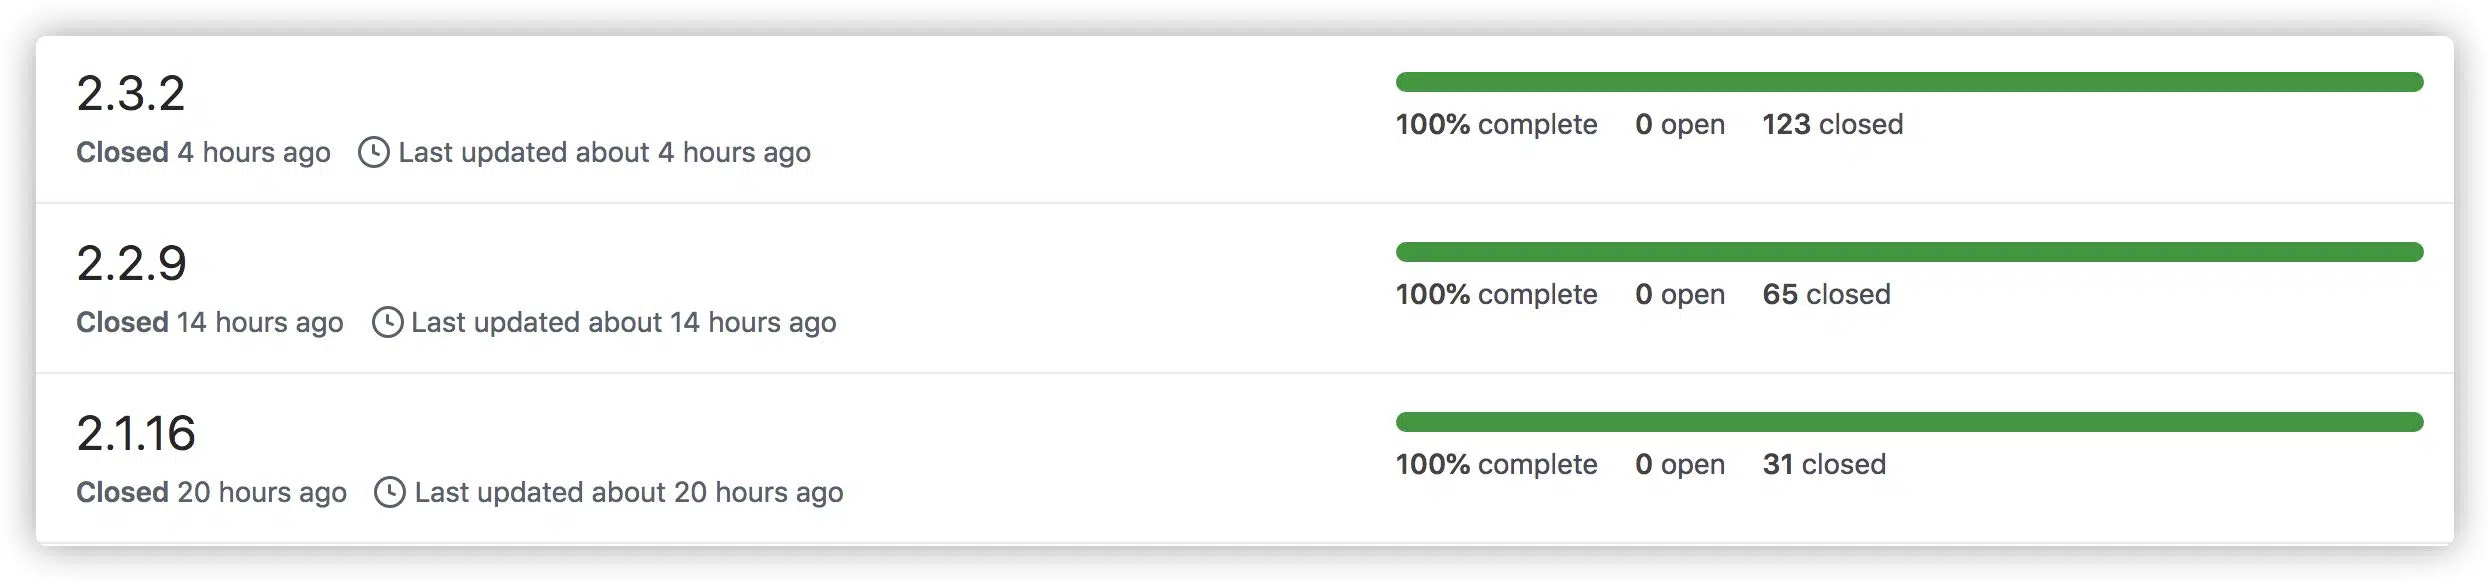 2.3.2
100% complete 0 open 123 closed
Closed 4 hours ago Last updated about 4 hours ago
2.2.9
100% complete 0 open 65 closed
Closed 14 hours ago Last updated about 14 hours ago
2.1.16
100% complete 0 open 31 closed
Closed 20 hours ago Last updated about 20 hours ago